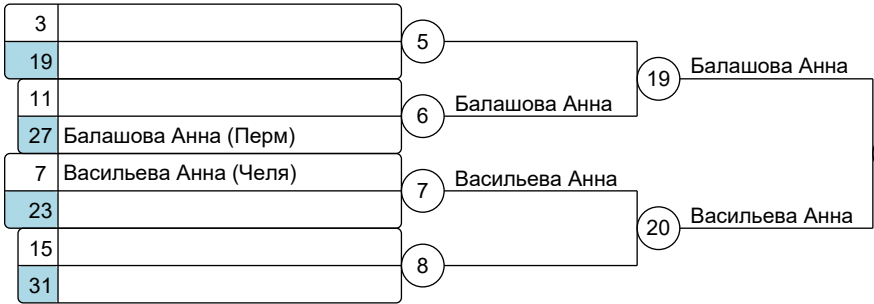 3
5
19
19 Балашова Анна
11
6 Балашова Анна
27 Балашова Анна (Перм)
7 Васильева Анна (Челя)
7 Васильева Анна
23
20 Васильева Анна
15
8
31